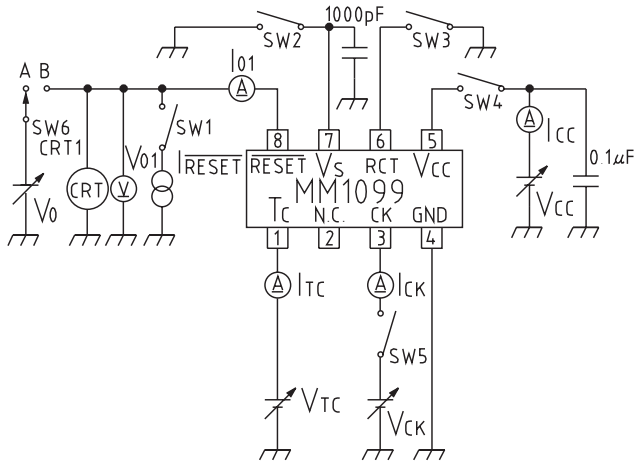 1000pF
SW2
SW3
A B
I01
A
SW4
SW6
CRT1
V01
SW1
IRESET
8 7 6 5
A
ICC
0.1μF
CRT
V
RESET VS RCT VCC
MM1099
V0
TC N.C. CK GND
VCC
1 2 3 4
A
ITC
A
ICK
SW5
VTC
VCK